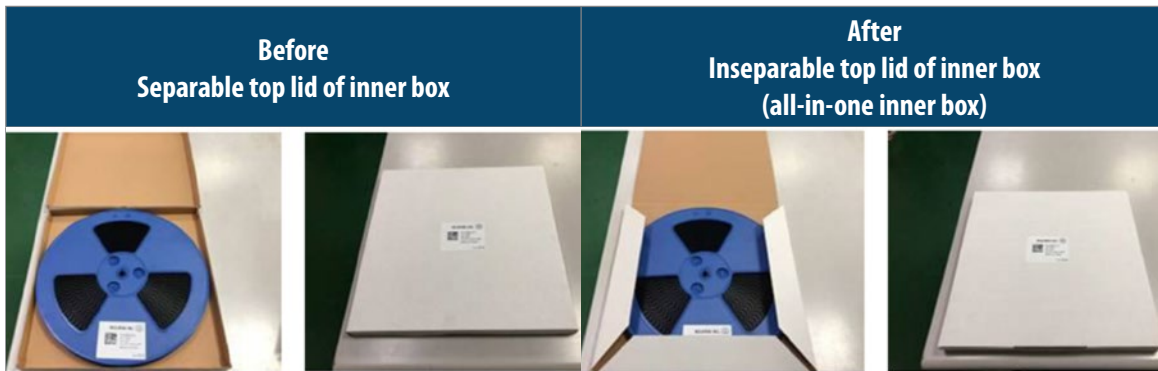 Before
Separable top lid of inner box
After
Inseparable top lid of inner box
(all-in-one inner box)